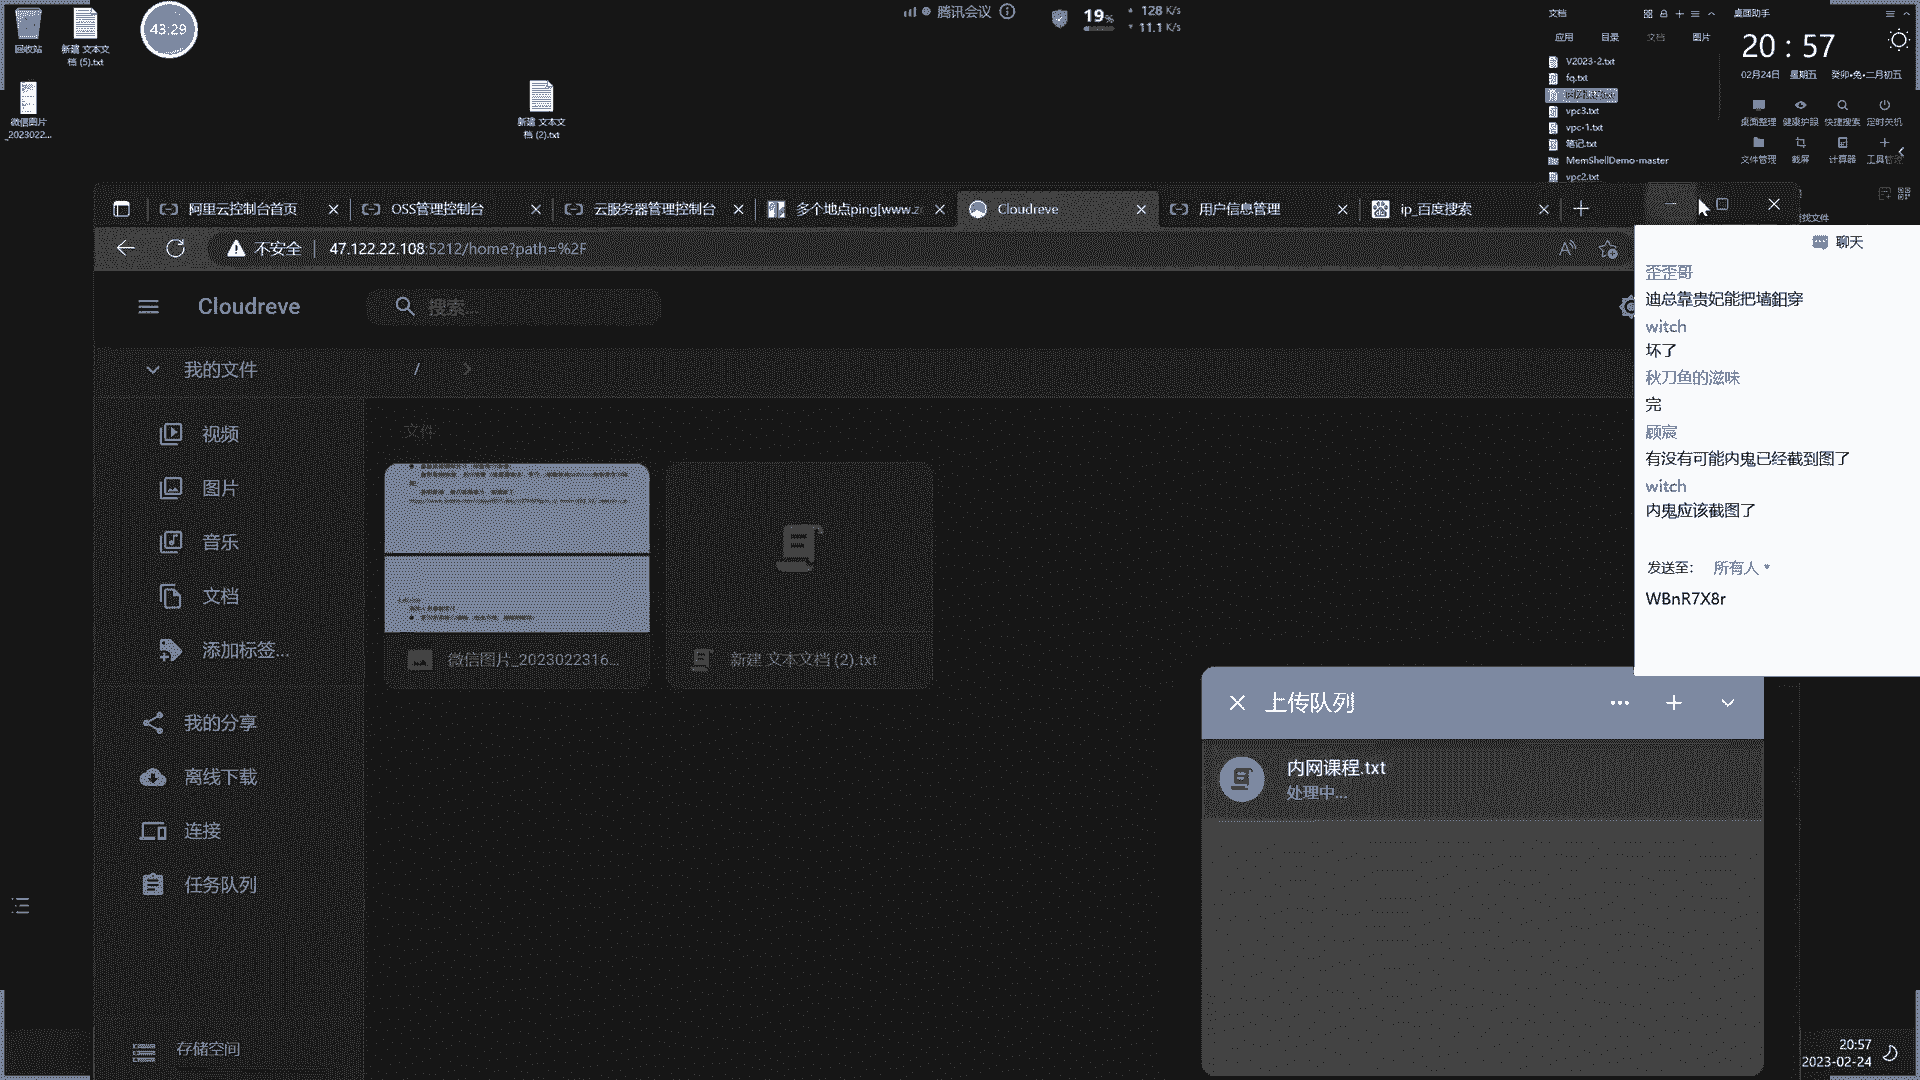 回收站
新建 文本文
档 (5).txt
43:29
微信图片
_2023022...
新建 文本文
档 (2).txt
腾讯会议
19%
128 K/s
11.1 K/s
文档
应用 目录 文档 图片
V2023-2.txt
fq.txt
vpc3.txt
vpc-1.txt
笔记.txt
MemShellDemo-master
vpc2.txt
桌面助手
20 : 57
02月24日 星期五 癸卯•兔•二月初五
桌面整理 健康护眼 快捷搜索 定时关机
文件管理 截屏 计算器 工具管理
找文件
阿里云控制台首页
OSS管理控制台
云服务器管理控制台
多个地点ping[www.z
Cloudreve
用户信息管理
ip_百度搜索
不安全
47.122.22.108:5212/home?path=%2F
Cloudreve
搜索...
我的文件
/
视频
图片
音乐
文档
添加标签...
我的分享
离线下载
连接
任务队列
存储空间
文件
微信图片_2023022316...
新建 文本文档 (2).txt
聊天
歪歪哥
迪总靠贵妃能把墙鈤穿
witch
坏了
秋刀鱼的滋味
完
顾宸
有没有可能内鬼已经截到图了
witch
内鬼应该截图了
发送至: 所有人
WBnR7X8r
上传队列
内网课程.txt
处理中...
20:57
2023-02-24